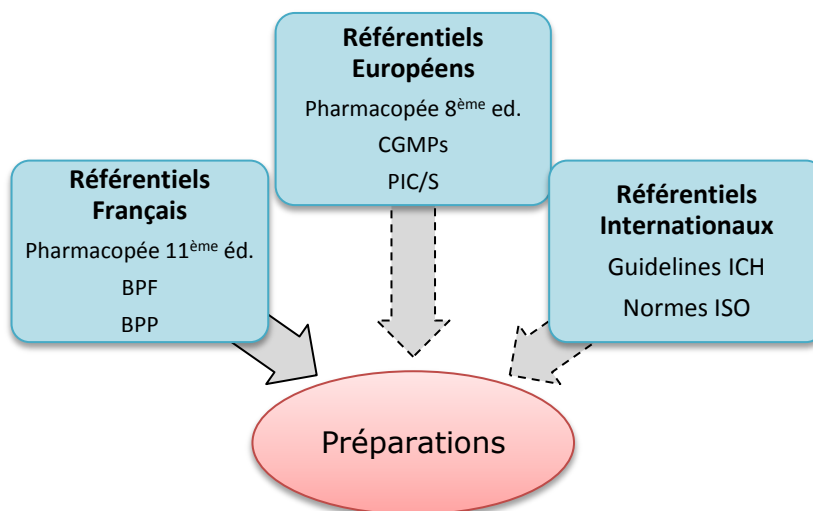 Référentiels
Européens
Pharmacopée 8ème ed.
CGMPs
PIC/S
Référentiels
Français
Pharmacopée 11ème éd.
BPF
BPP
Référentiels
Internationaux
Guidelines ICH
Normes ISO
Préparations